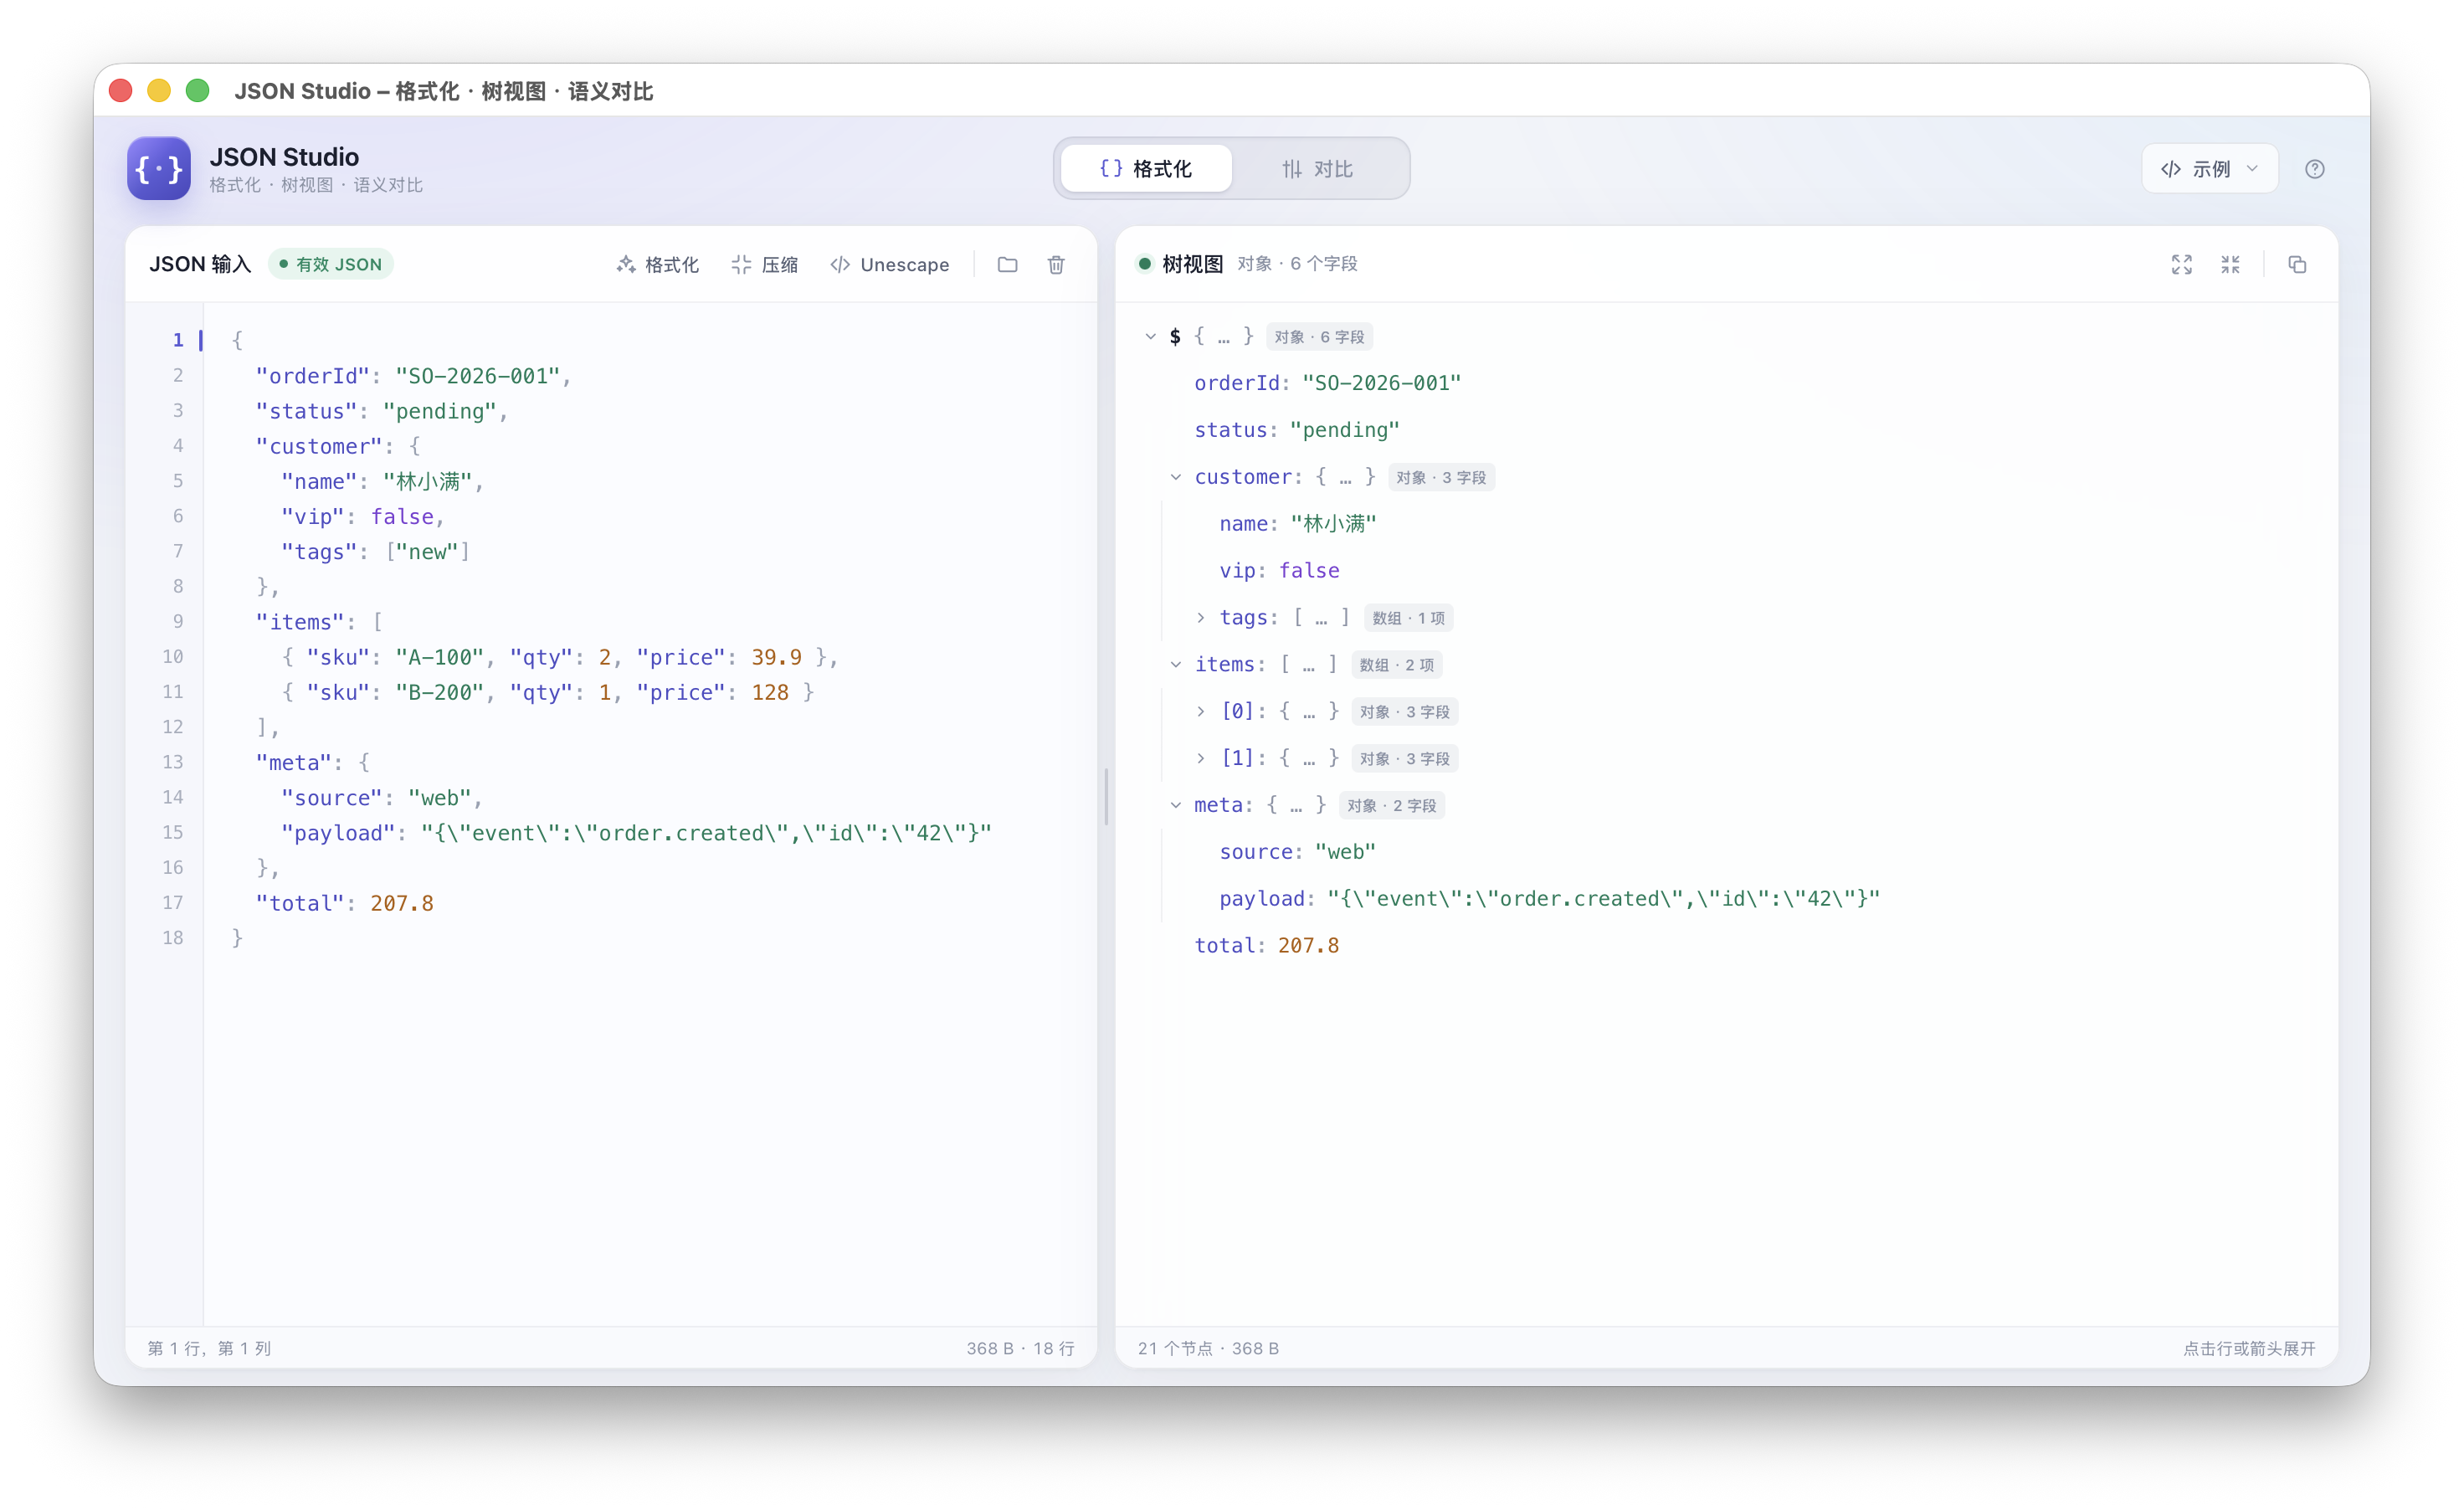 JSON Studio – 格式化 · 树视图 · 语义对比
{·} JSON Studio
格式化 · 树视图 · 语义对比
{} 格式化
对比
</> 示例
JSON 输入
有效 JSON
格式化
压缩
</> Unescape
1 {
2 "orderId": "SO-2026-001",
3 "status": "pending",
4 "customer": {
5 "name": "林小满",
6 "vip": false,
7 "tags": ["new"]
8 },
9 "items": [
10 { "sku": "A-100", "qty": 2, "price": 39.9 },
11 { "sku": "B-200", "qty": 1, "price": 128 }
12 ],
13 "meta": {
14 "source": "web",
15 "payload": "{\"event\":\"order.created\",\"id\":\"42\"}"
16 },
17 "total": 207.8
18 }
第 1 行，第 1 列
368 B · 18 行
树视图 对象 · 6 个字段
$ { … } 对象 · 6 字段
orderId: "SO-2026-001"
status: "pending"
customer: { … } 对象 · 3 字段
name: "林小满"
vip: false
tags: [ … ] 数组 · 1 项
items: [ … ] 数组 · 2 项
[0]: { … } 对象 · 3 字段
[1]: { … } 对象 · 3 字段
meta: { … } 对象 · 2 字段
source: "web"
payload: "{\"event\":\"order.created\",\"id\":\"42\"}"
total: 207.8
21 个节点 · 368 B
点击行或箭头展开